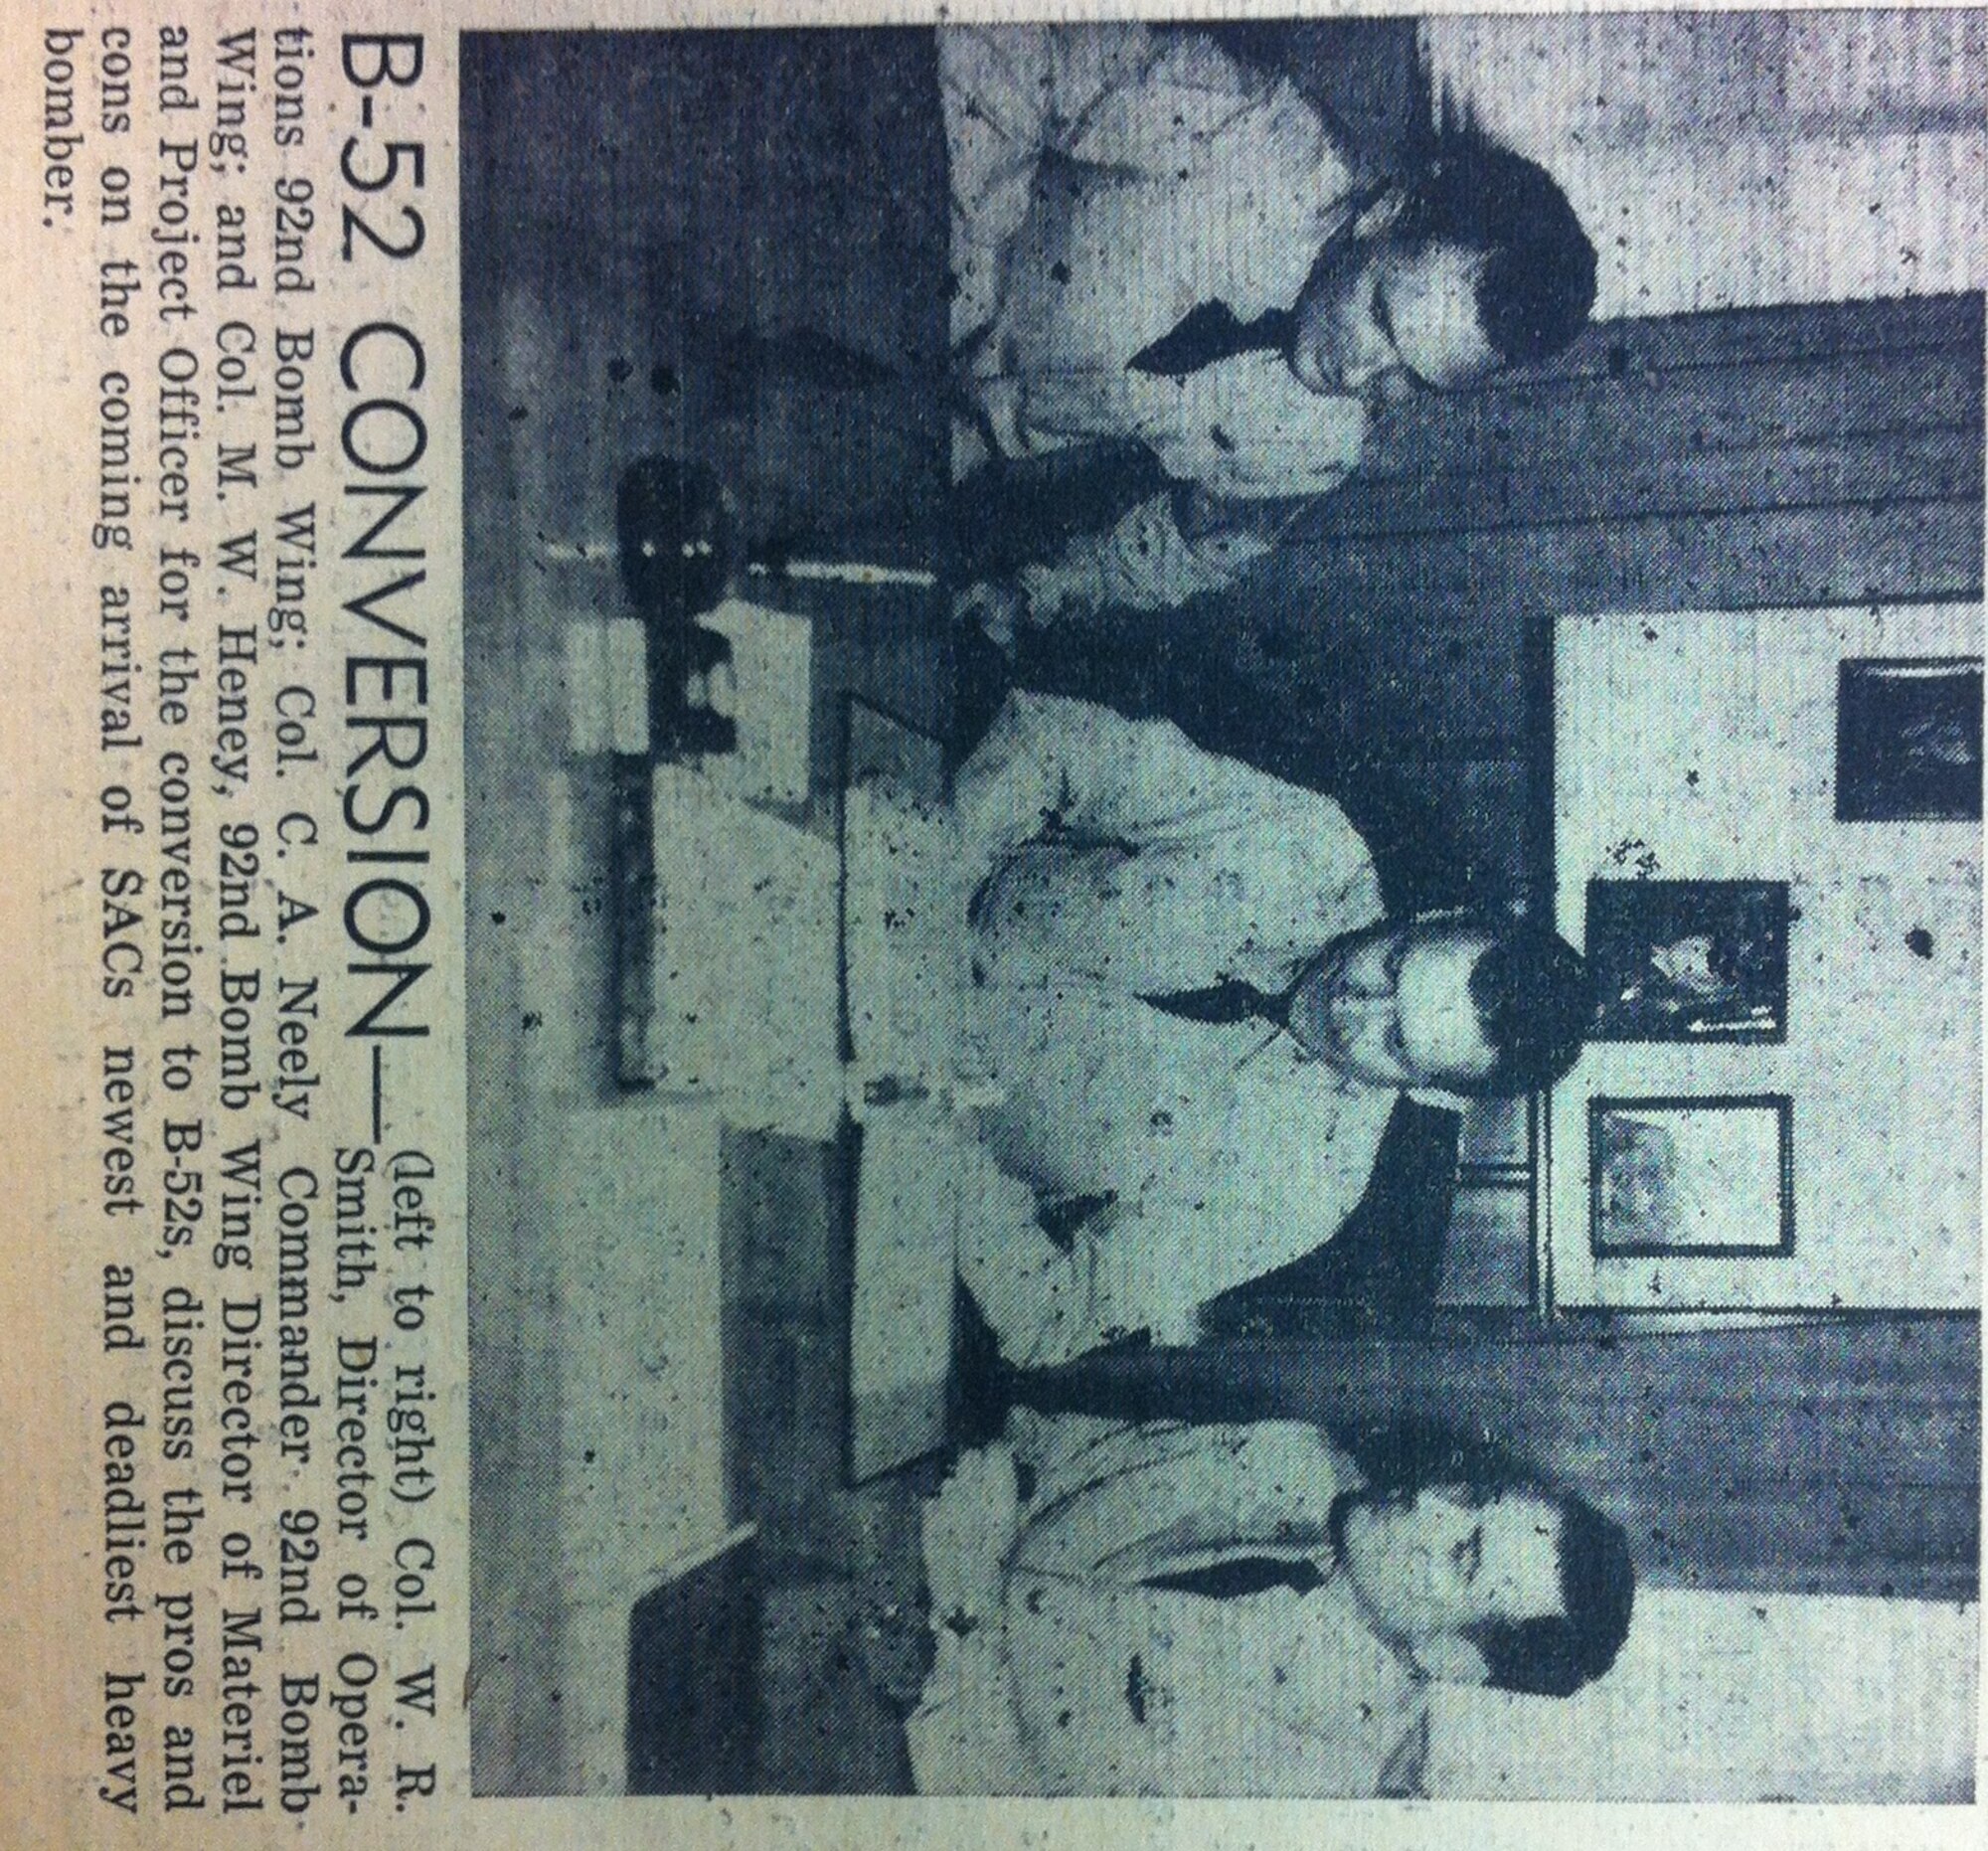 B-52 CONVERSION—(left to right) Col. W. R.
Smith, Director of Opera-
tions 92nd Bomb Wing; Col. C. A. Neely Commander 92nd Bomb
Wing; and Col. M. W. Heney, 92nd Bomb Wing Director of Materiel
and Project Officer for the conversion to B-52s, discuss the pros and
cons on the coming arrival of SACs newest and deadliest heavy
bomber.